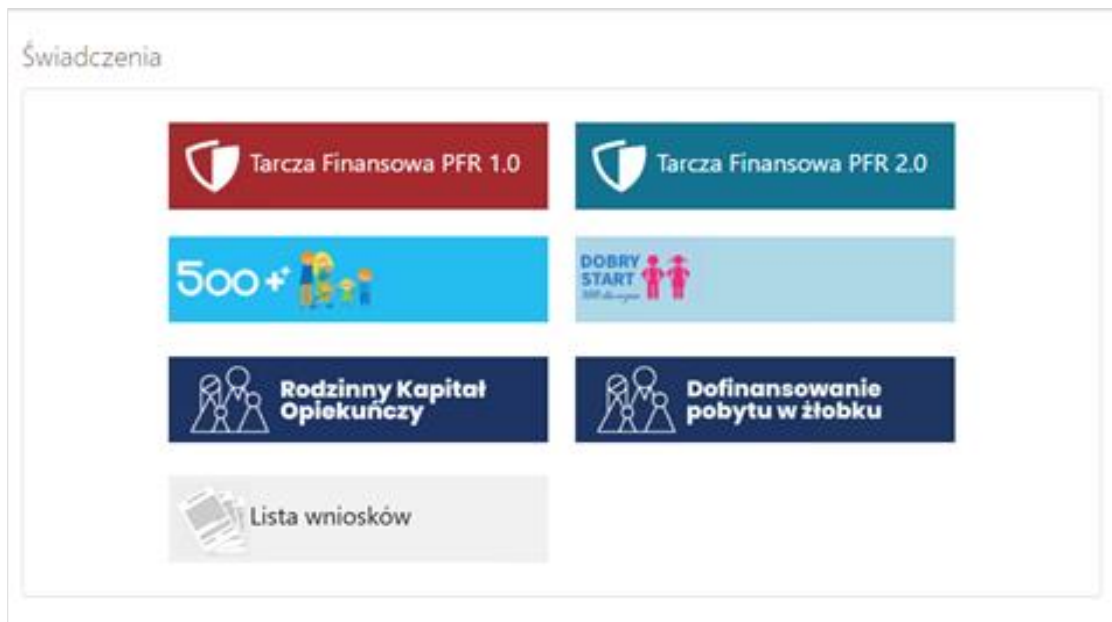 Świadczenia
Tarcza Finansowa PFR 1.0
Tarcza Finansowa PFR 2.0
500+
DOBRY
START
Rodzinny Kapitał
Opiekuńczy
Dofinansowanie
pobytu w żłobku
Lista wniosków